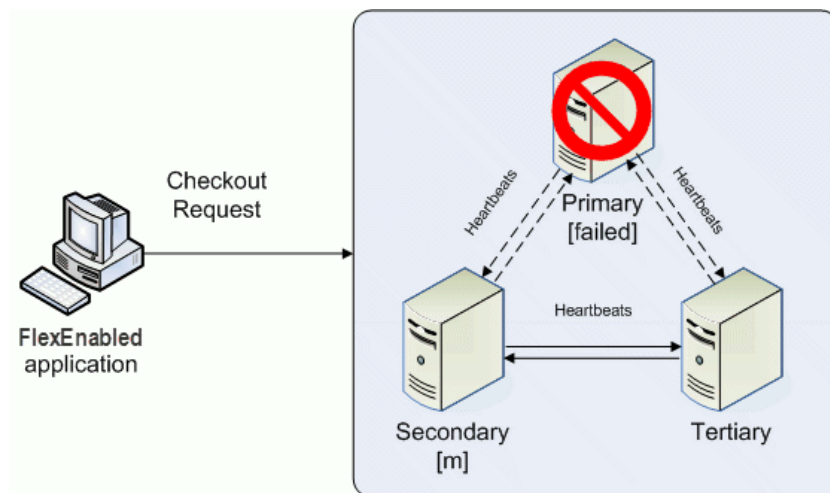 Checkout
Request
FlexEnabled
application
Heartbeats
Heartbeats
Primary
[failed]
Heartbeats
Secondary
[m]
Tertiary